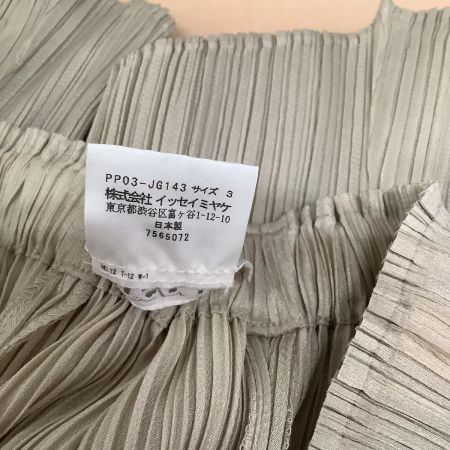 PP03-JG143 サイズ 3
株式会社 イッセイミヤケ
東京都渋谷区富ヶ谷1-12-10
日本製
7565072